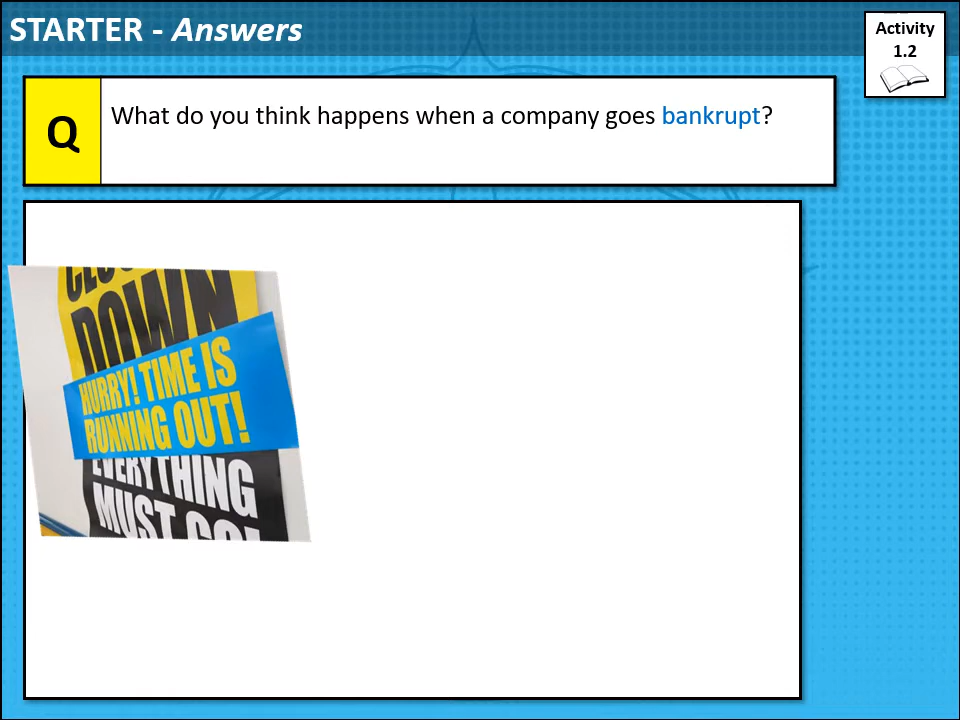 STARTER - Answers
Activity
1.2
Q
What do you think happens when a company goes bankrupt?
DOWN
HURRY! TIME IS
RUNNING OUT!
EVERYTHING
MUST GO!